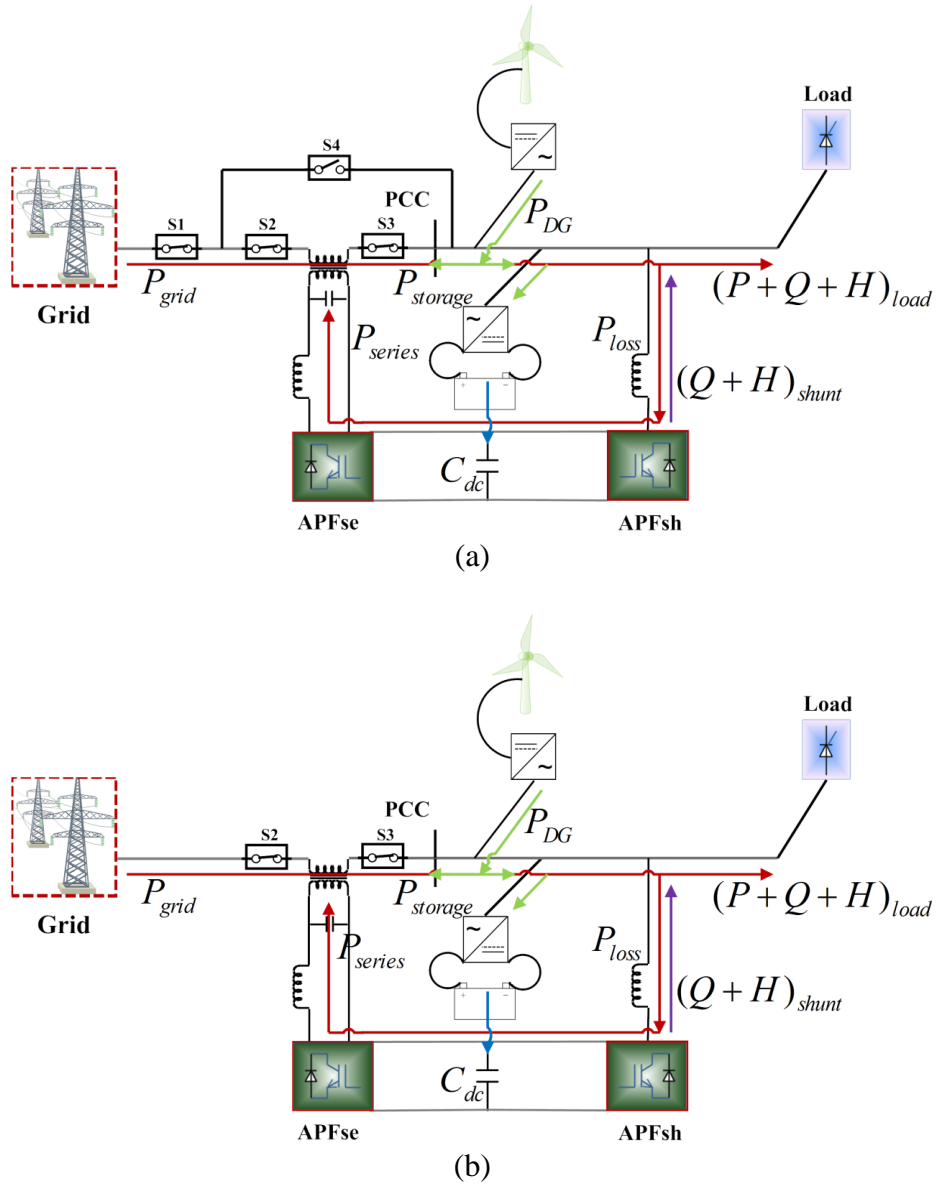 Load
S4
PCC
P_DG
S1
S2
S3
P_grid
P_storage
(P + Q + H)_load
Grid
P_series
P_loss
(Q + H)_shunt
+ −
C_dc
APFse
APFsh
(a)
Load
PCC
P_DG
S2
S3
P_grid
P_storage
(P + Q + H)_load
Grid
P_series
P_loss
(Q + H)_shunt
+ −
C_dc
APFse
APFsh
(b)